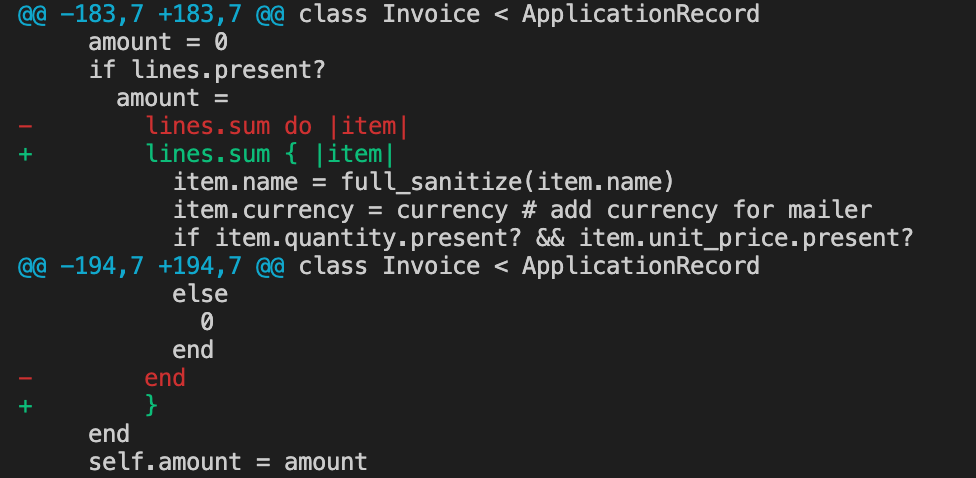 @@ -183,7 +183,7 @@ class Invoice < ApplicationRecord
     amount = 0
     if lines.present?
       amount =
-        lines.sum do |item|
+        lines.sum { |item|
           item.name = full_sanitize(item.name)
           item.currency = currency # add currency for mailer
           if item.quantity.present? && item.unit_price.present?
@@ -194,7 +194,7 @@ class Invoice < ApplicationRecord
           else
             0
           end
-        end
+        }
     end
     self.amount = amount